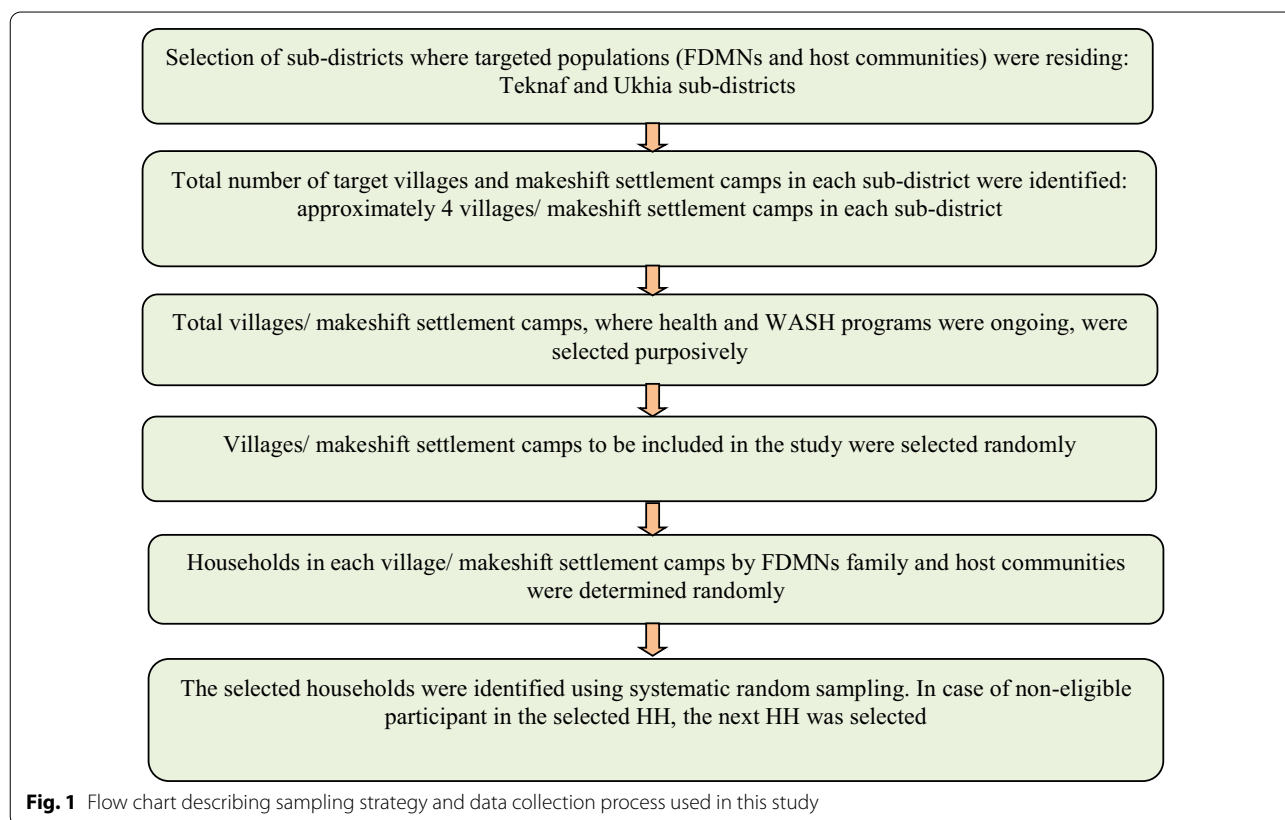 Selection of sub-districts where targeted populations (FDMNs and host communities) were residing:
Teknaf and Ukhia sub-districts
Total number of target villages and makeshift settlement camps in each sub-district were identified:
approximately 4 villages/ makeshift settlement camps in each sub-district
Total villages/ makeshift settlement camps, where health and WASH programs were ongoing, were
selected purposively
Villages/ makeshift settlement camps to be included in the study were selected randomly
Households in each village/ makeshift settlement camps by FDMNs family and host communities
were determined randomly
The selected households were identified using systematic random sampling. In case of non-eligible
participant in the selected HH, the next HH was selected
Fig. 1 Flow chart describing sampling strategy and data collection process used in this study